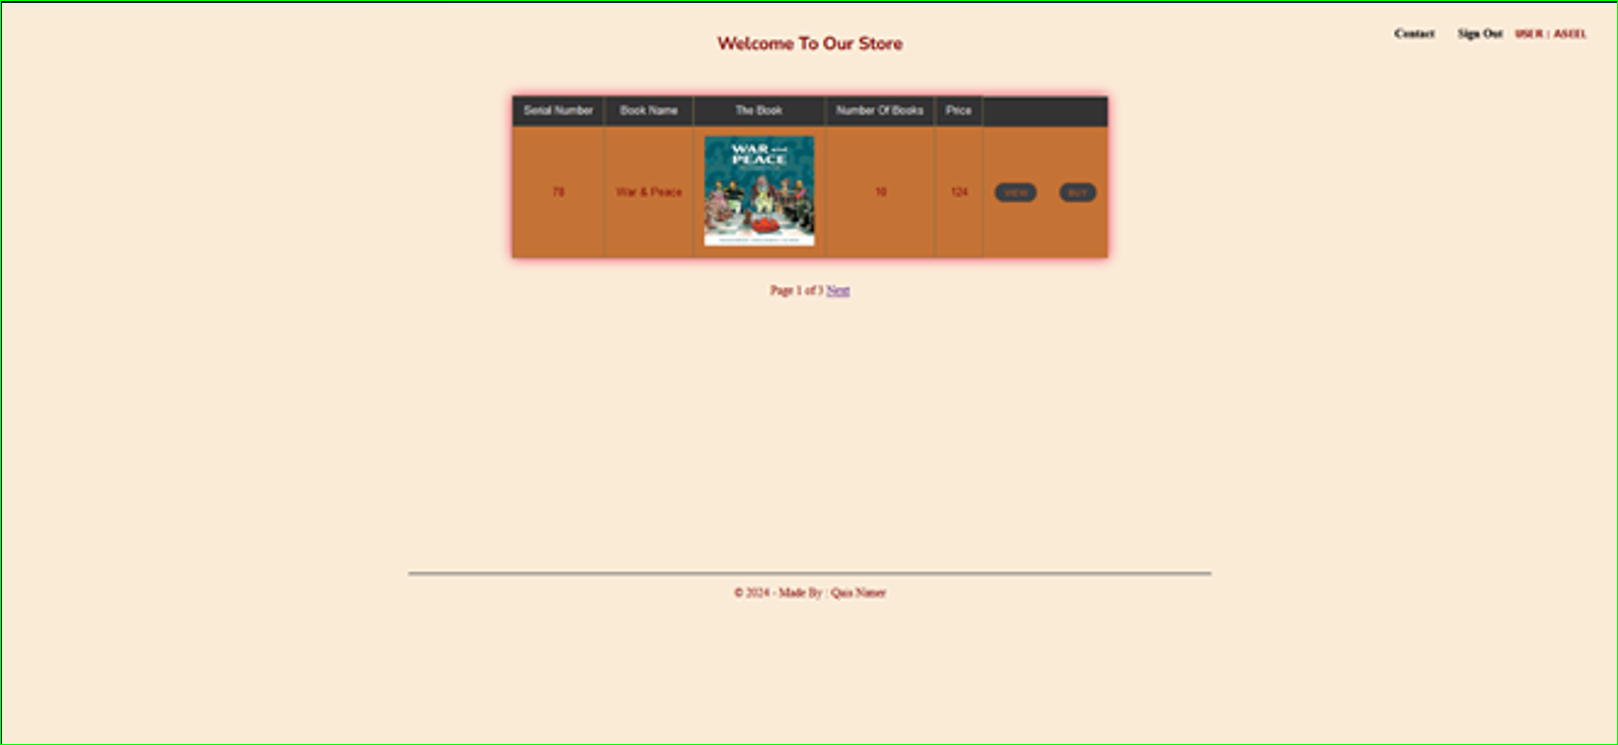 Contact Sign Out USER : ASEEL
Welcome To Our Store
Serial Number Book Name The Book Number Of Books Price
WAR and
PEACE
78 War & Peace 10 124 VIEW BUY
Page 1 of 3 Next
© 2024 - Made By : Qais Nimer